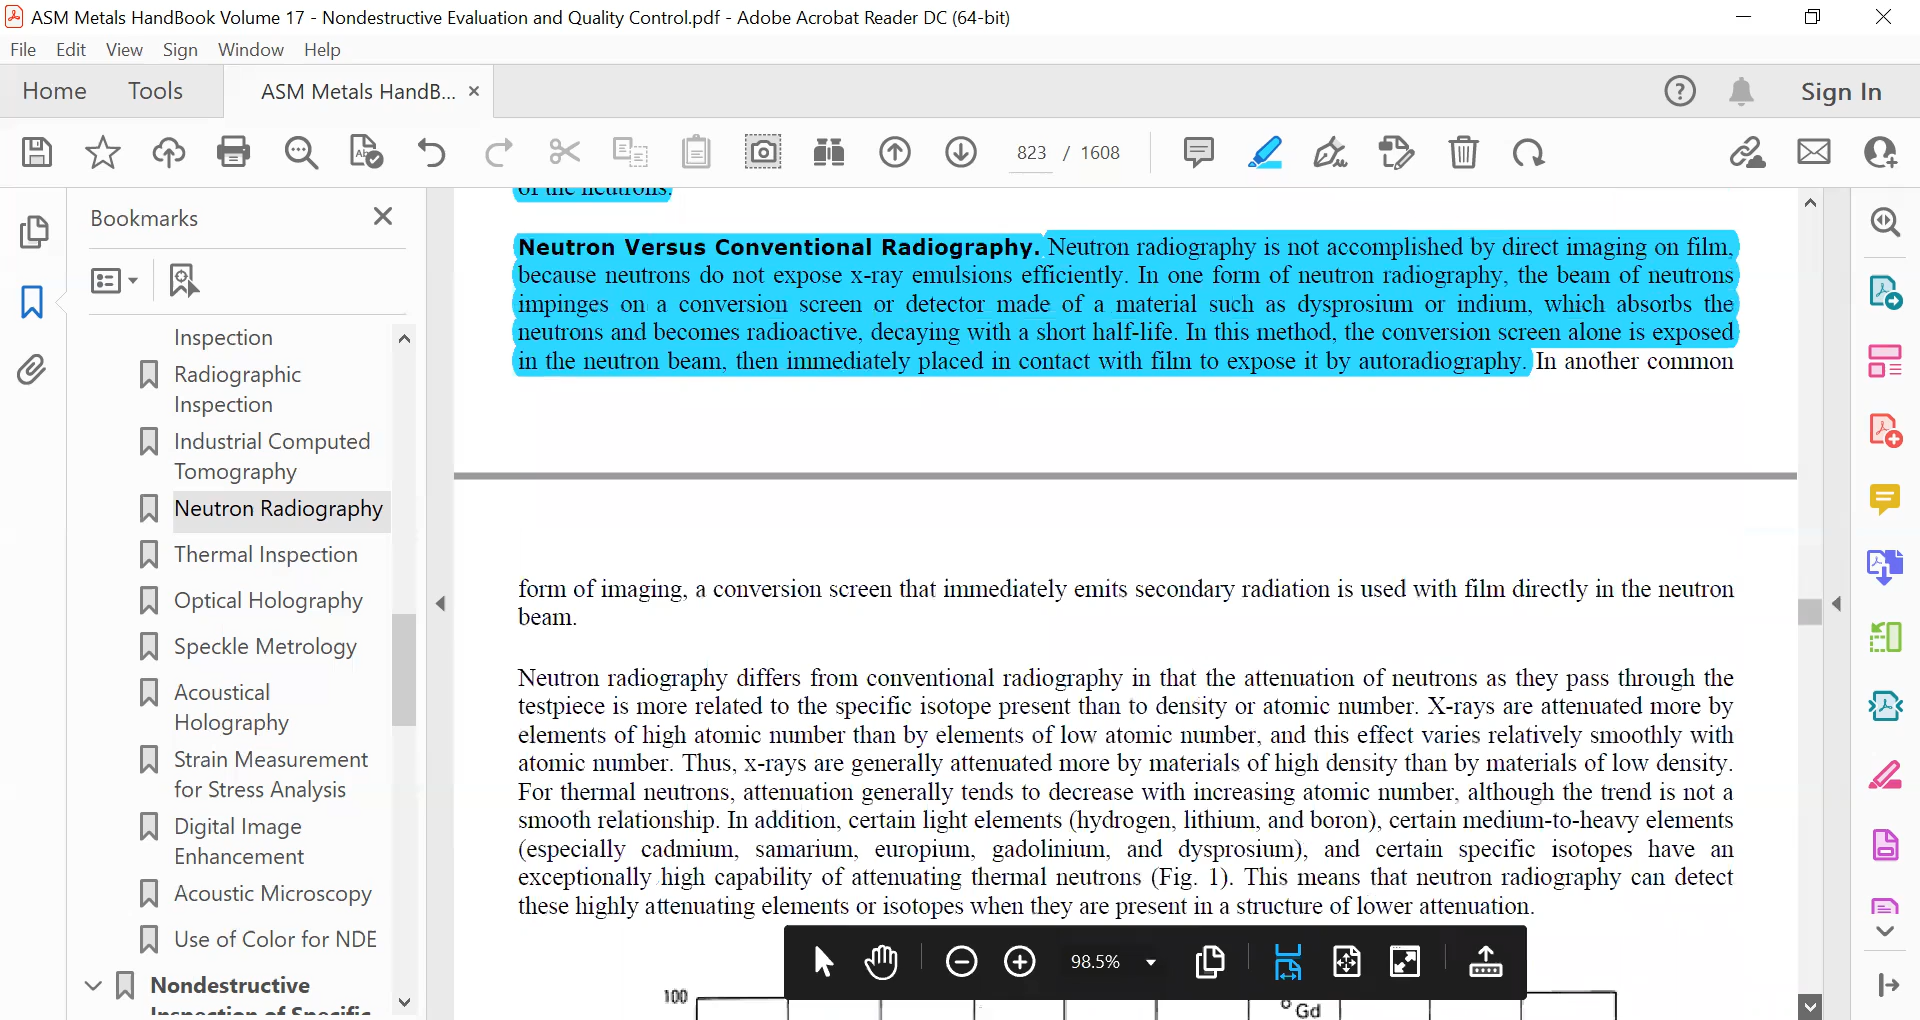 ASM Metals HandBook Volume 17 - Nondestructive Evaluation and Quality Control.pdf - Adobe Acrobat Reader DC (64-bit)
File Edit View Sign Window Help
Home Tools ASM Metals HandB... × Sign In
823 / 1608
Bookmarks
Inspection
Radiographic
Inspection
Industrial Computed
Tomography
Neutron Radiography
Thermal Inspection
Optical Holography
Speckle Metrology
Acoustical
Holography
Strain Measurement
for Stress Analysis
Digital Image
Enhancement
Acoustic Microscopy
Use of Color for NDE
Nondestructive
Inspection of Specific
of the neutrons.
Neutron Versus Conventional Radiography. Neutron radiography is not accomplished by direct imaging on film,
because neutrons do not expose x-ray emulsions efficiently. In one form of neutron radiography, the beam of neutrons
impinges on a conversion screen or detector made of a material such as dysprosium or indium, which absorbs the
neutrons and becomes radioactive, decaying with a short half-life. In this method, the conversion screen alone is exposed
in the neutron beam, then immediately placed in contact with film to expose it by autoradiography. In another common
form of imaging, a conversion screen that immediately emits secondary radiation is used with film directly in the neutron
beam.
Neutron radiography differs from conventional radiography in that the attenuation of neutrons as they pass through the
testpiece is more related to the specific isotope present than to density or atomic number. X-rays are attenuated more by
elements of high atomic number than by elements of low atomic number, and this effect varies relatively smoothly with
atomic number. Thus, x-rays are generally attenuated more by materials of high density than by materials of low density.
For thermal neutrons, attenuation generally tends to decrease with increasing atomic number, although the trend is not a
smooth relationship. In addition, certain light elements (hydrogen, lithium, and boron), certain medium-to-heavy elements
(especially cadmium, samarium, europium, gadolinium, and dysprosium), and certain specific isotopes have an
exceptionally high capability of attenuating thermal neutrons (Fig. 1). This means that neutron radiography can detect
these highly attenuating elements or isotopes when they are present in a structure of lower attenuation.
98.5%
100
Gd